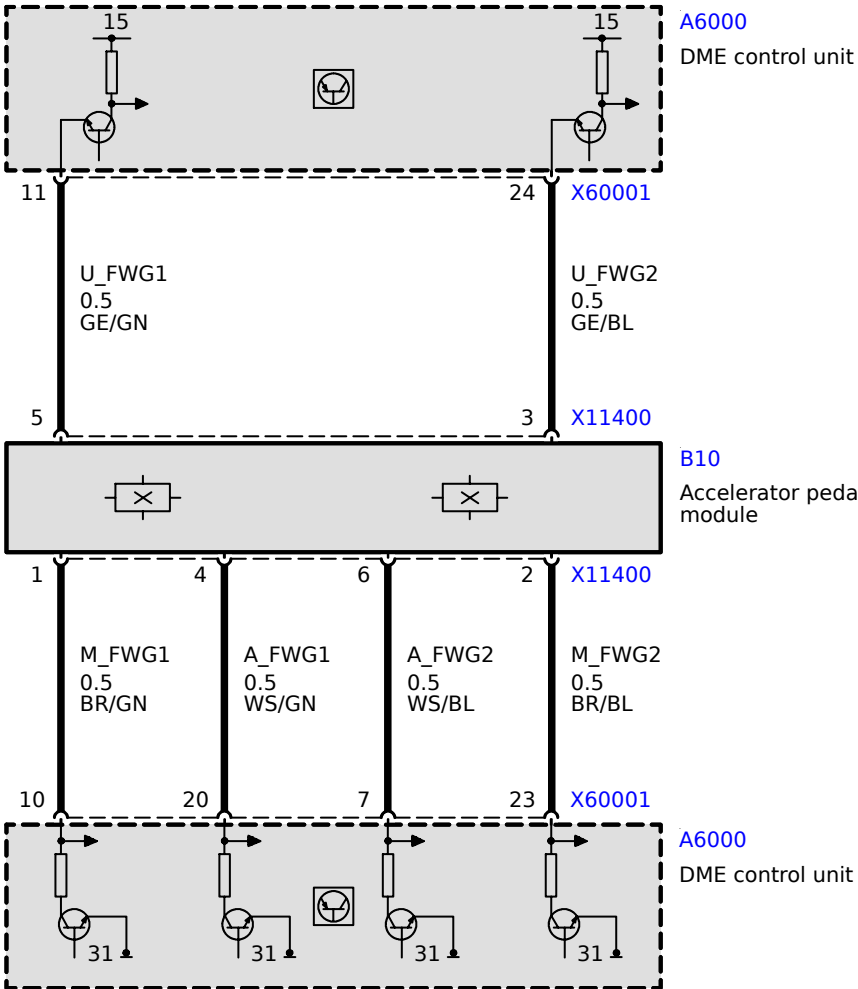 15 15 A6000
DME control unit
11 24 X60001
U_FWG1 U_FWG2
0.5 0.5
GE/GN GE/BL
5 3 X11400
B10
Accelerator peda
module
1 4 6 2 X11400
M_FWG1 A_FWG1 A_FWG2 M_FWG2
0.5 0.5 0.5 0.5
BR/GN WS/GN WS/BL BR/BL
10 20 7 23 X60001
A6000
DME control unit
31 31 31 31